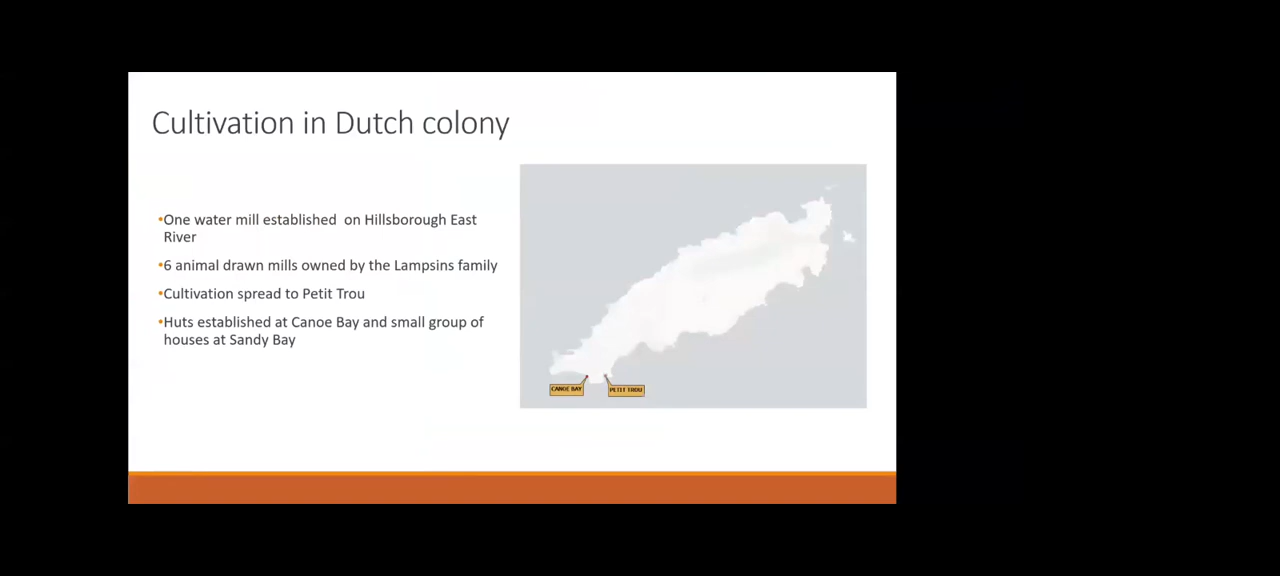 Cultivation in Dutch colony
•One water mill established  on Hillsborough East
River
•6 animal drawn mills owned by the Lampsins family
•Cultivation spread to Petit Trou
•Huts established at Canoe Bay and small group of
houses at Sandy Bay
CANOE BAY
PETIT TROU